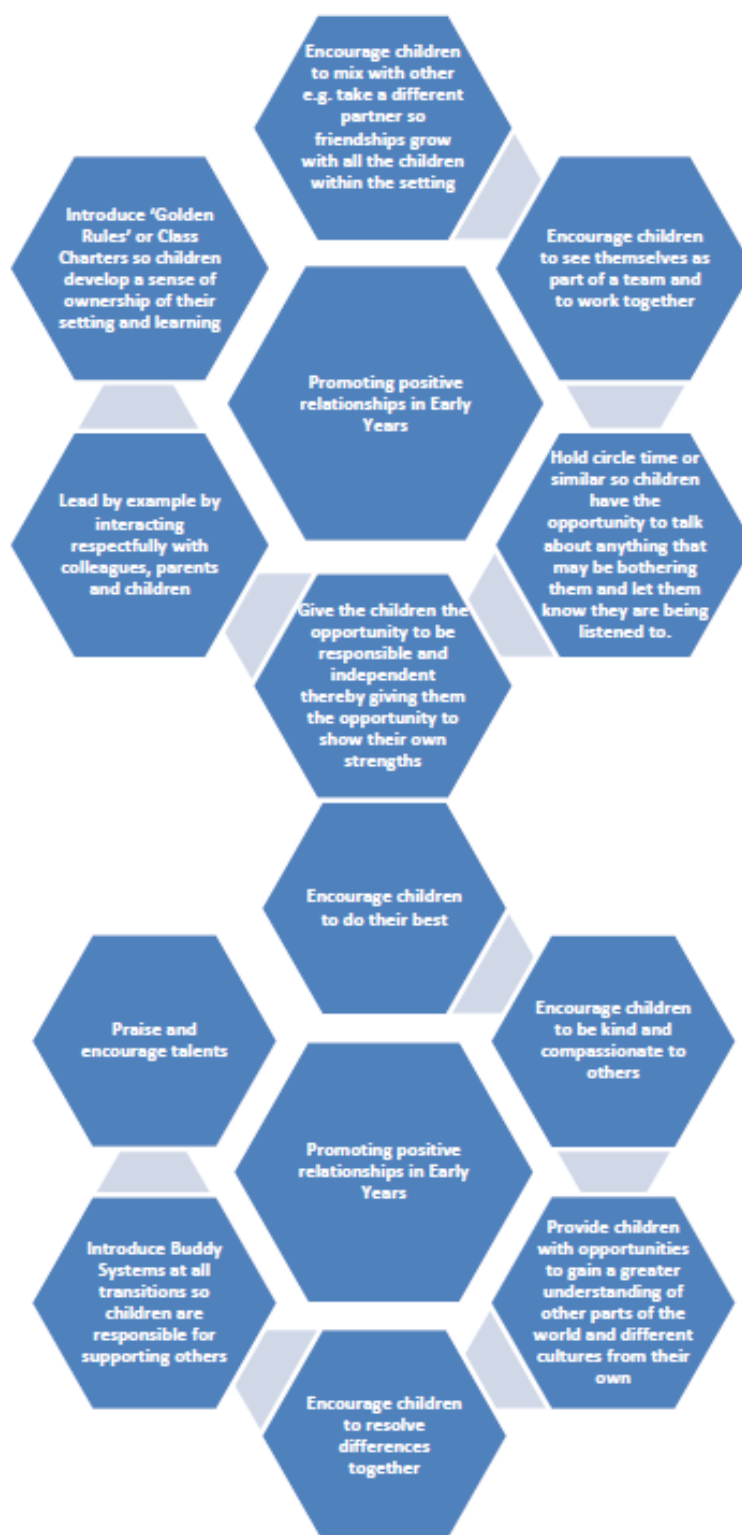 Encourage children
to mix with other
e.g. take a different
partner so
friendships grow
with all the children
within the setting
Introduce 'Golden
Rules' or Class
Charters so children
develop a sense of
ownership of their
setting and learning
Encourage children
to see themselves as
part of a team and
to work together
Promoting positive
relationships in Early
Years
Lead by example by
interacting
respectfully with
colleagues, parents
and children
Hold circle time or
similar so children
have the
opportunity to talk
about anything that
may be bothering
them and let them
know they are being
listened to.
Give the children the
opportunity to be
responsible and
independent
thereby giving them
the opportunity to
show their own
strengths
Encourage children
to do their best
Praise and
encourage talents
Encourage children
to be kind and
compassionate to
others
Promoting positive
relationships in Early
Years
Introduce Buddy
Systems at all
transitions so
children are
responsible for
supporting others
Provide children
with opportunities
to gain a greater
understanding of
other parts of the
world and different
cultures from their
own
Encourage children
to resolve
differences
together